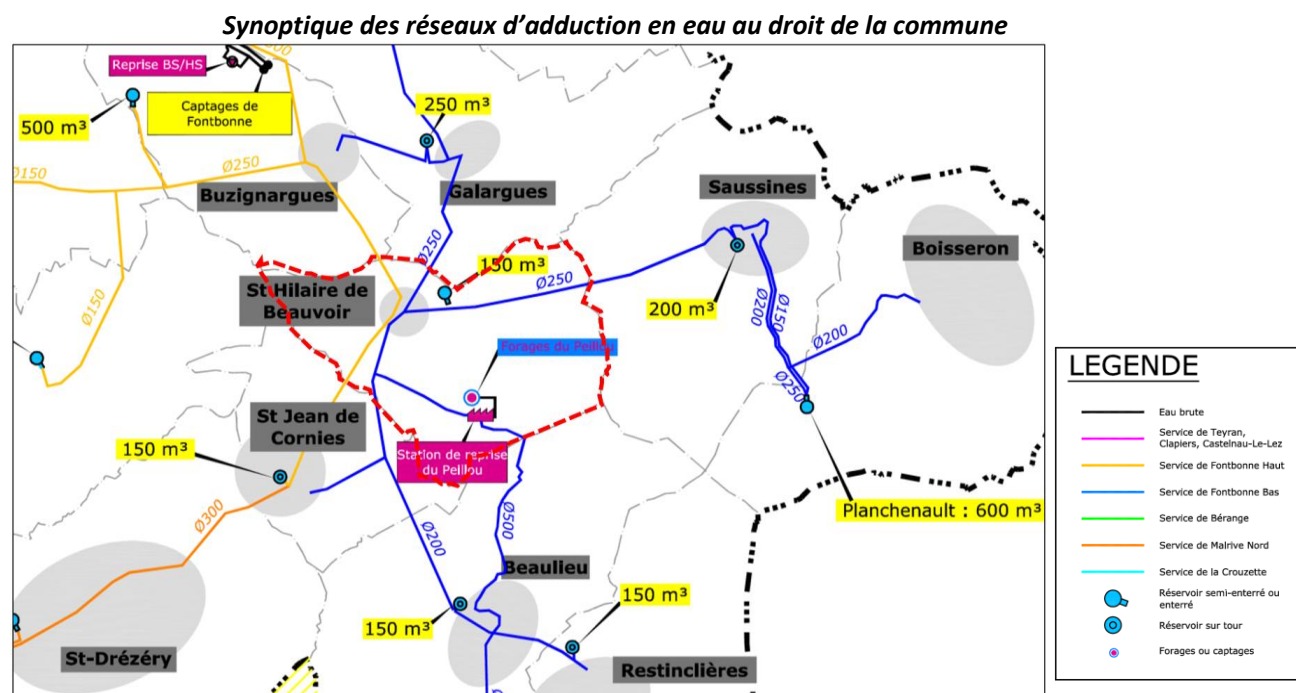 Synoptique des réseaux d’adduction en eau au droit de la commune
Reprise BS/HS
500 m³
Captages de
Fontbonne
250 m³
Ø150
Ø250
Buzignargues
Galargues
Saussines
Boisseron
Ø250
150 m³
Ø250
St Hilaire de
Beauvoir
200 m³
Ø200
Ø150
Ø200
Ø250
Ø150
Forages du Peillou
St Jean de
Cornies
150 m³
Station de reprise
du Peillou
Planchenault : 600 m³
Ø300
Ø200
Ø500
Beaulieu
150 m³
150 m³
St-Drézéry
Restinclières
LEGENDE
Eau brute
Service de Teyran,
Clapiers, Castelnau-Le-Lez
Service de Fontbonne Haut
Service de Fontbonne Bas
Service de Bérange
Service de Malrive Nord
Service de la Crouzette
Réservoir semi-enterré ou
enterré
Réservoir sur tour
Forages ou captages